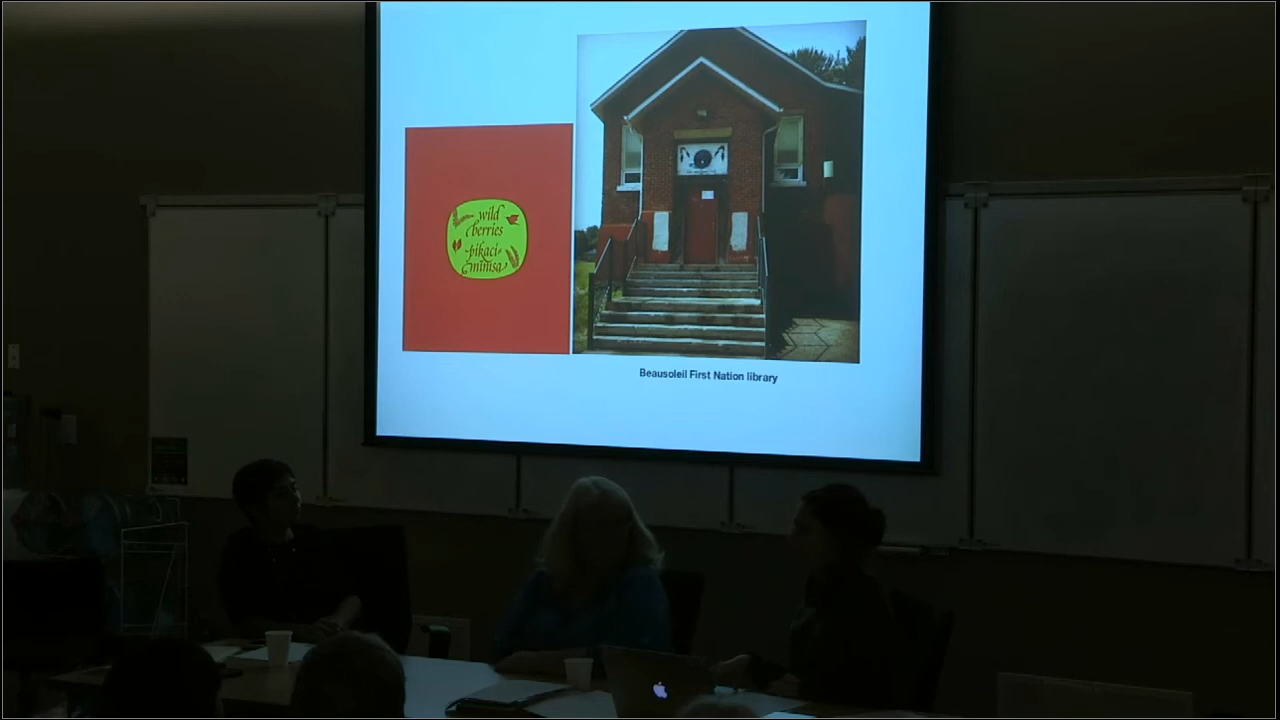 wild
berries
pikaci-
minisa
Beausoleil First Nation library